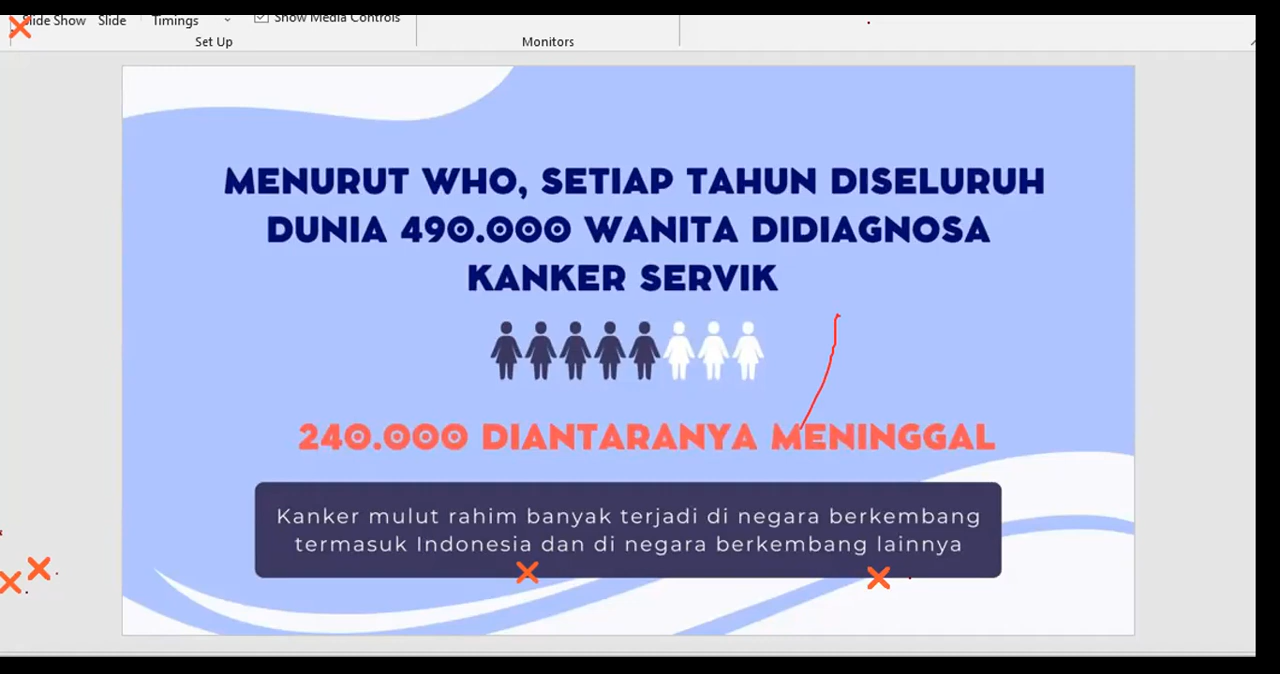 Slide Show Slide Timings Show Media Controls
Set Up Monitors
MENURUT WHO, SETIAP TAHUN DISELURUH
DUNIA 490.000 WANITA DIDIAGNOSA
KANKER SERVIK
240.000 DIANTARANYA MENINGGAL
Kanker mulut rahim banyak terjadi di negara berkembang
termasuk Indonesia dan di negara berkembang lainnya